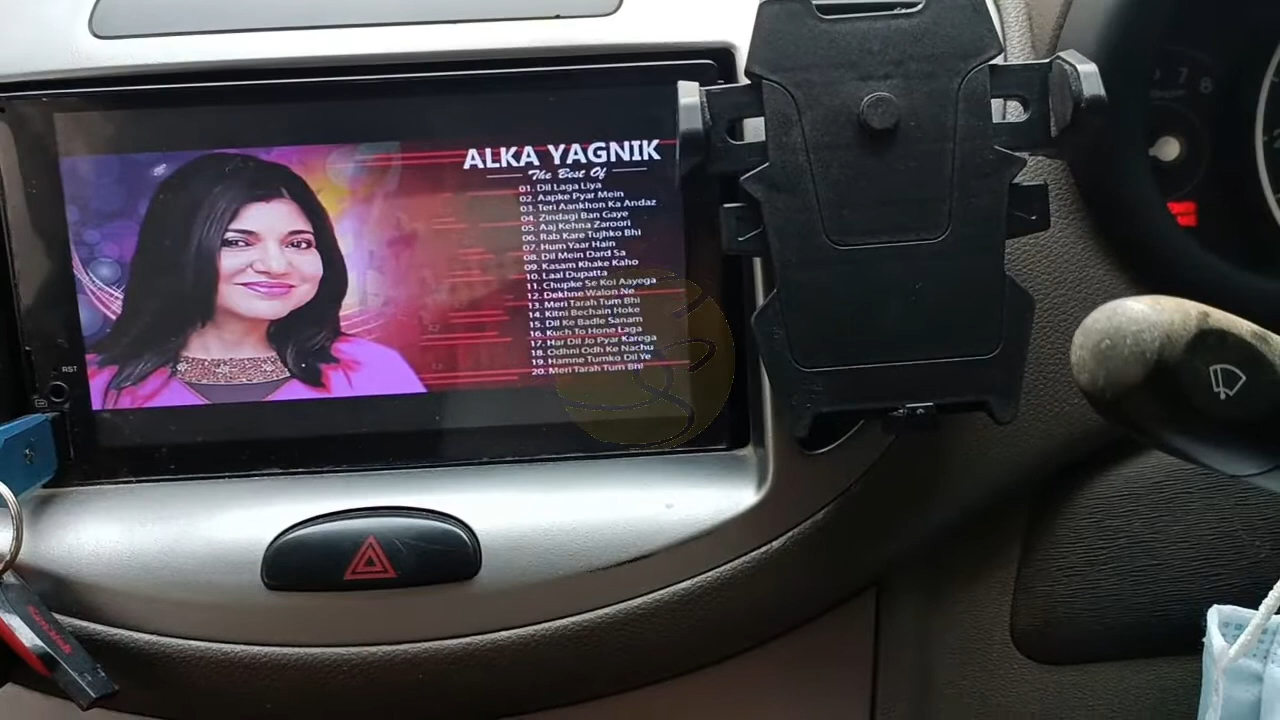 ALKA YAGNIK
The Best Of
01. Dil Laga Liya
02. Aapke Pyar Mein
03. Teri Aankhon Ka Andaz
04. Zindagi Ban Gaye
05. Aaj Kehna Zaroori
06. Rab Kare Tujhko Bhi
07. Hum Yaar Hain
08. Dil Mein Dard Sa
09. Kasam Khake Kaho
10. Laal Dupatta
11. Chupke Se Koi Aayega
12. Dekhne Walon Ne
13. Meri Tarah Tum Bhi
14. Kitni Bechain Hoke
15. Dil Ke Badle Sanam
16. Kuch To Hone Laga
17. Har Dil Jo Pyar Karega
18. Odhni Odh Ke Nachu
19. Hamne Tumko Dil Ye
20. Meri Tarah Tum Bhi
RST
SanDisk
7
8